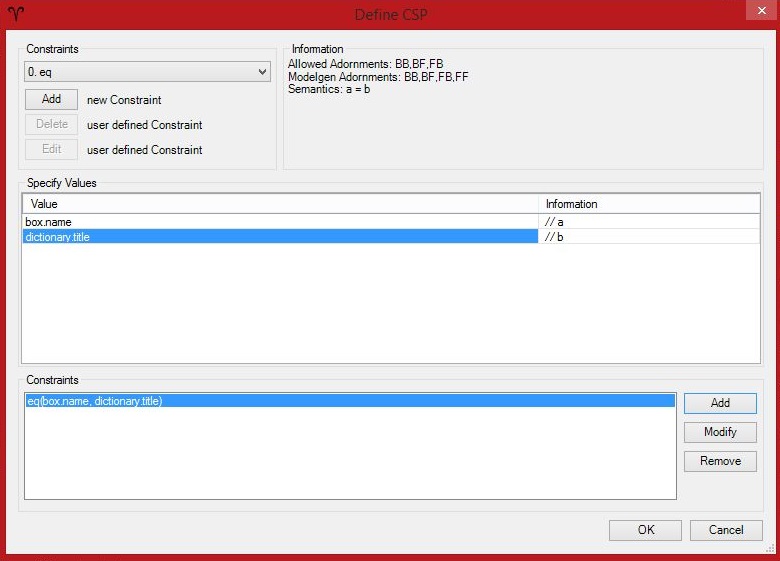 Define CSP
Constraints
0. eq
Add new Constraint
Delete user defined Constraint
Edit user defined Constraint
Information
Allowed Adornments: BB,BF,FB
Modelgen Adornments: BB,BF,FB,FF
Semantics: a = b
Specify Values
Value Information
box.name // a
dictionary.title // b
Constraints
eq(box.name, dictionary.title)
Add
Modify
Remove
OK Cancel